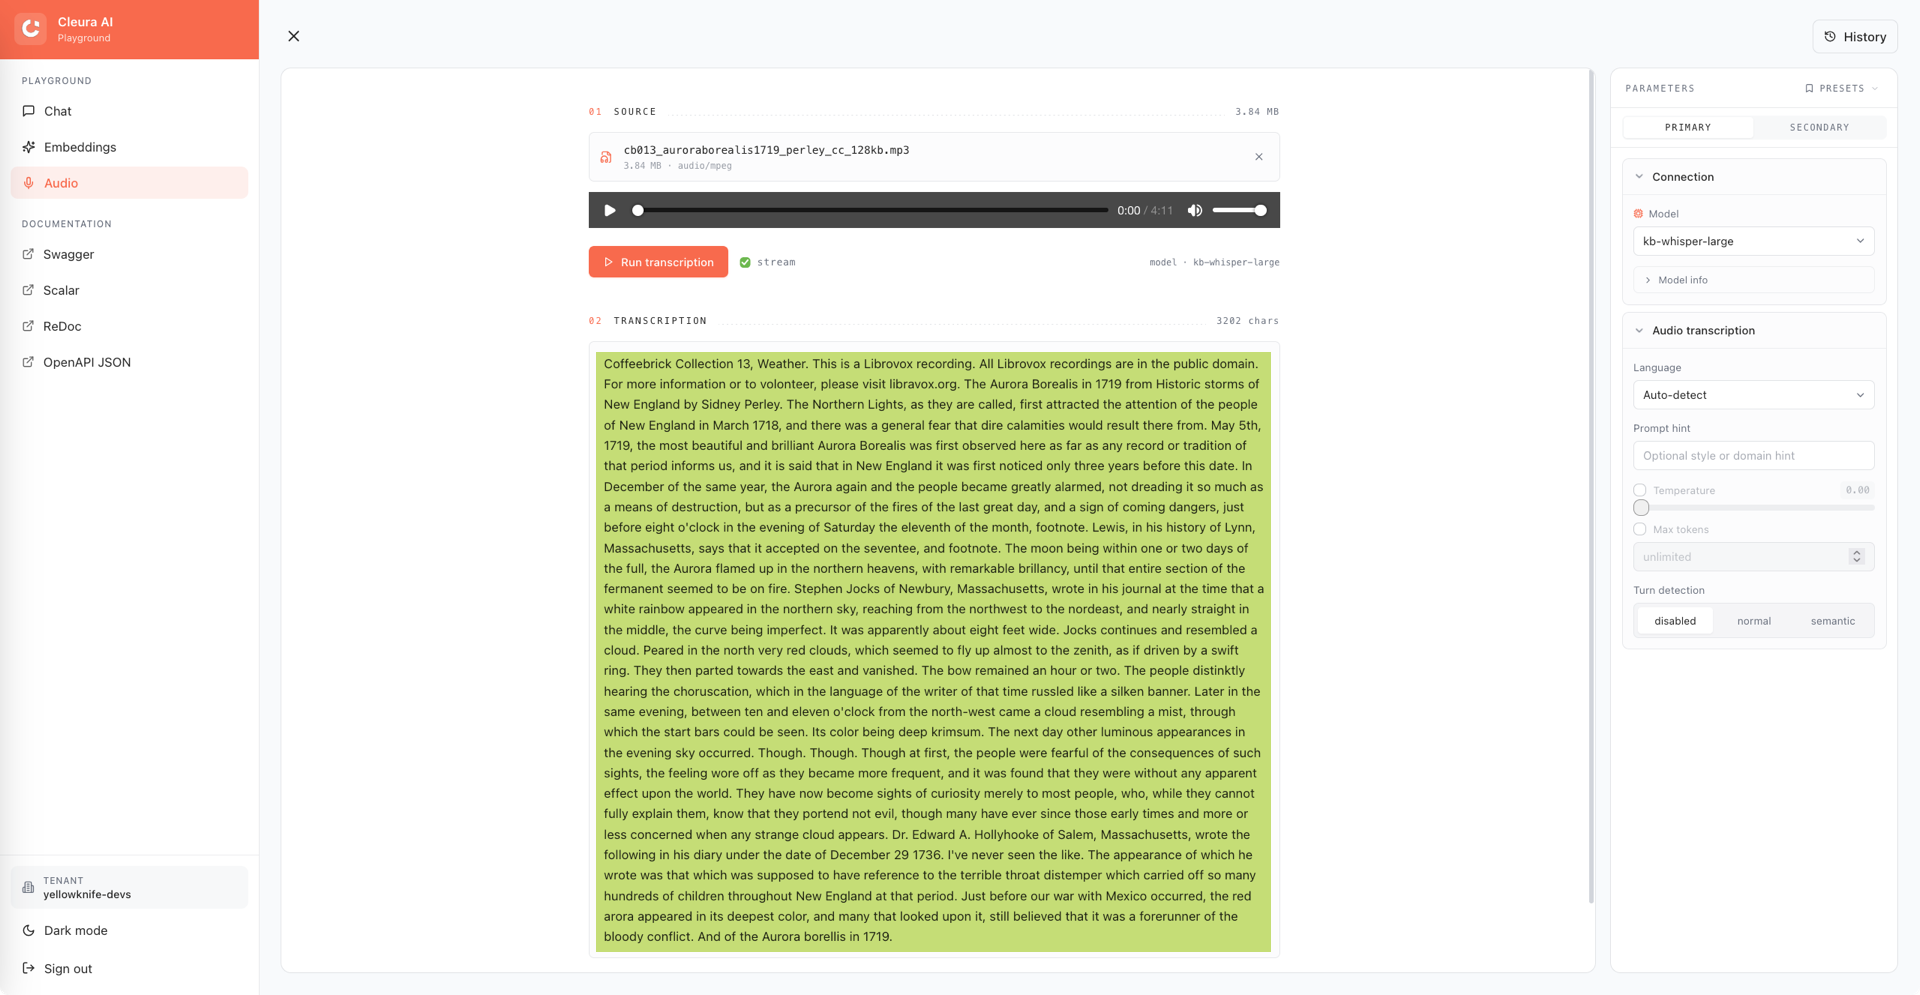 Cleura AI
Playground
PLAYGROUND
Chat
Embeddings
Audio
DOCUMENTATION
Swagger
Scalar
ReDoc
OpenAPI JSON
TENANT
yellowknife-devs
Dark mode
Sign out
History
01 SOURCE 3.84 MB
cb013_auroraborealis1719_perley_cc_128kb.mp3
3.84 MB · audio/mpeg
0:00 / 4:11
Run transcription stream model · kb-whisper-large
02 TRANSCRIPTION 3202 chars
Coffeebrick Collection 13, Weather. This is a Librovox recording. All Librovox recordings are in the public domain.
For more information or to volunteer, please visit libravox.org. The Aurora Borealis in 1719 from Historic storms of
New England by Sidney Perley. The Northern Lights, as they are called, first attracted the attention of the people
of New England in March 1718, and there was a general fear that dire calamities would result there from. May 5th,
1719, the most beautiful and brilliant Aurora Borealis was first observed here as far as any record or tradition of
that period informs us, and it is said that in New England it was first noticed only three years before this date. In
December of the same year, the Aurora again and the people became greatly alarmed, not dreading it so much as
a means of destruction, but as a precursor of the fires of the last great day, and a sign of coming dangers, just
before eight o'clock in the evening of Saturday the eleventh of the month, footnote. Lewis, in his history of Lynn,
Massachusetts, says that it accepted on the seventee, and footnote. The moon being within one or two days of
the full, the Aurora flamed up in the northern heavens, with remarkable brillancy, until that entire section of the
fermanent seemed to be on fire. Stephen Jocks of Newbury, Massachusetts, wrote in his journal at the time that a
white rainbow appeared in the northern sky, reaching from the northwest to the nordeast, and nearly straight in
the middle, the curve being imperfect. It was apparently about eight feet wide. Jocks continues and resembled a
cloud. Peared in the north very red clouds, which seemed to fly up almost to the zenith, as if driven by a swift
ring. They then parted towards the east and vanished. The bow remained an hour or two. The people distinktly
hearing the choruscation, which in the language of the writer of that time russled like a silken banner. Later in the
same evening, between ten and eleven o'clock from the north-west came a cloud resembling a mist, through
which the start bars could be seen. Its color being deep krimsum. The next day other luminous appearances in
the evening sky occurred. Though. Though. Though at first, the people were fearful of the consequences of such
sights, the feeling wore off as they became more frequent, and it was found that they were without any apparent
effect upon the world. They have now become sights of curiosity merely to most people, who, while they cannot
fully explain them, know that they portend not evil, though many have ever since those early times and more or
less concerned when any strange cloud appears. Dr. Edward A. Hollyhooke of Salem, Massachusetts, wrote the
following in his diary under the date of December 29 1736. I've never seen the like. The appearance of which he
wrote was that which was supposed to have reference to the terrible throat distemper which carried off so many
hundreds of children throughout New England at that period. Just before our war with Mexico occurred, the red
arora appeared in its deepest color, and many that looked upon it, still believed that it was a forerunner of the
bloody conflict. And of the Aurora borellis in 1719.
PARAMETERS PRESETS
PRIMARY SECONDARY
Connection
Model
kb-whisper-large
Model info
Audio transcription
Language
Auto-detect
Prompt hint
Optional style or domain hint
Temperature 0.00
Max tokens
unlimited
Turn detection
disabled normal semantic